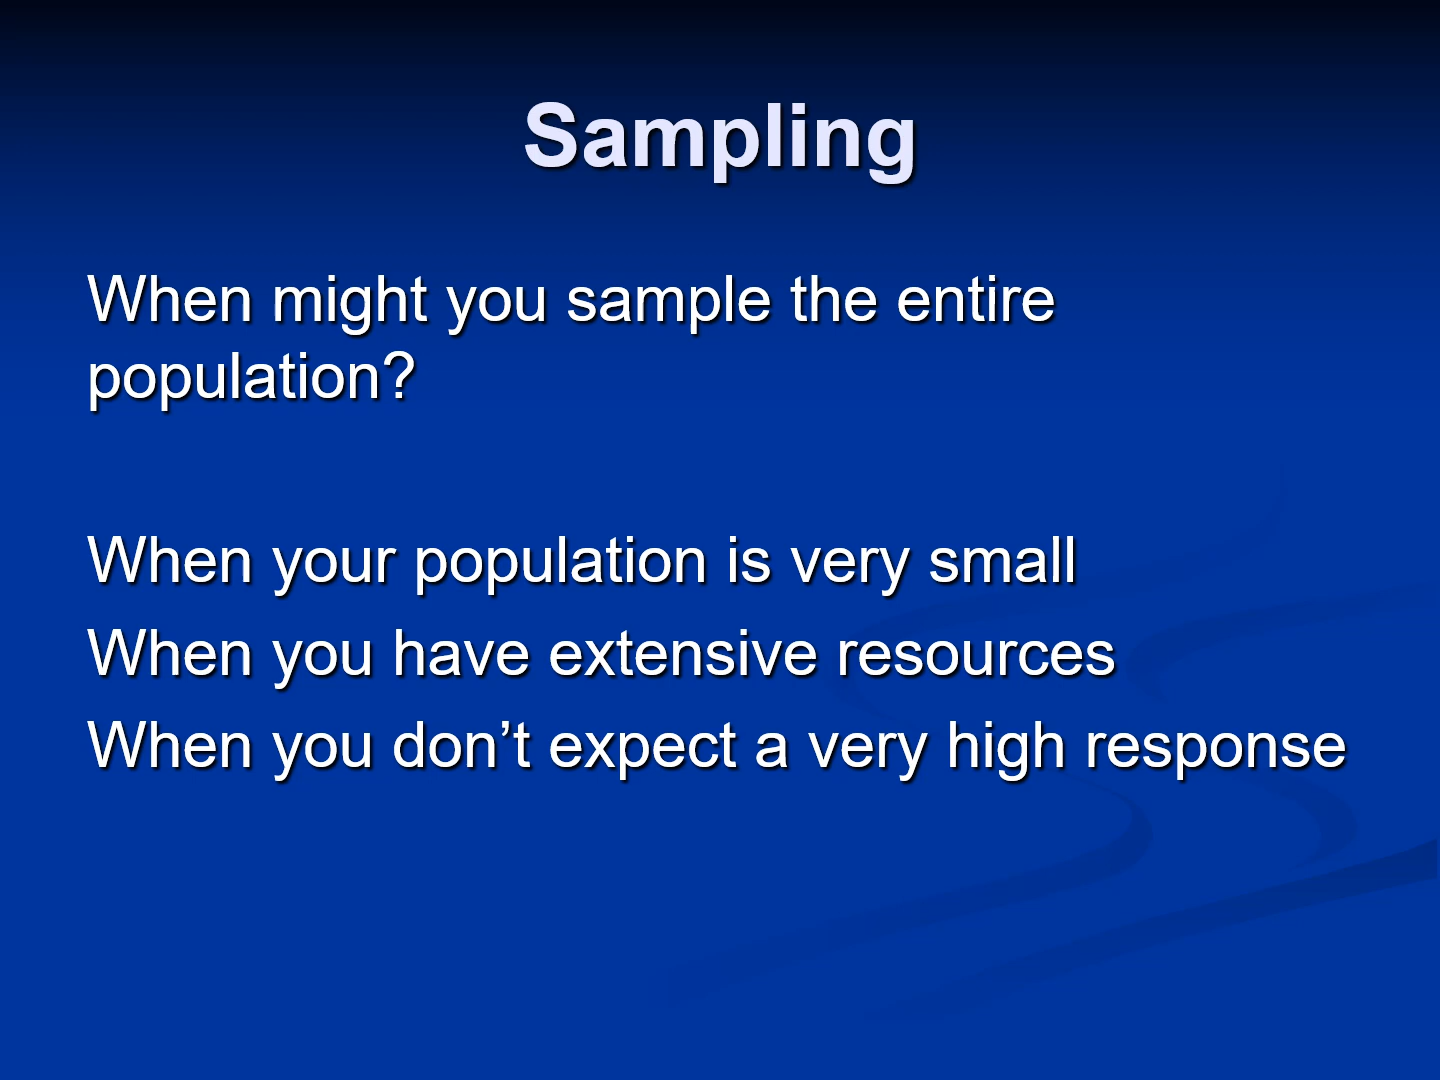 Sampling
When might you sample the entire
population?
When your population is very small
When you have extensive resources
When you don’t expect a very high response